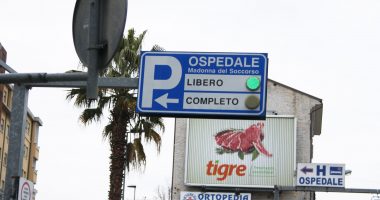 P
OSPEDALE
Madonna del Soccorso
LIBERO
COMPLETO
tigre
H
OSPEDALE
ORTOPEDIA